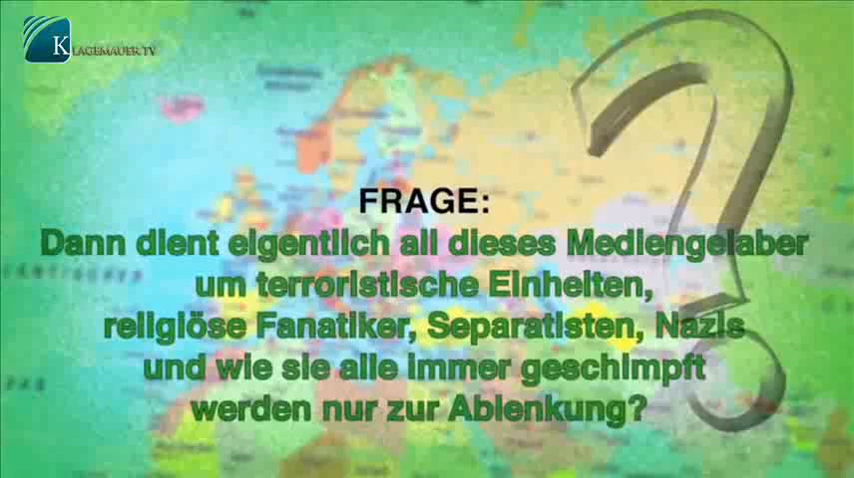 KLAGEMAUER.TV
FRAGE:
Dann dient eigentlich all dieses Mediengelaber
um terroristische Einheiten,
religiöse Fanatiker, Separatisten, Nazis
und wie sie alle immer geschimpft
werden nur zur Ablenkung?
?